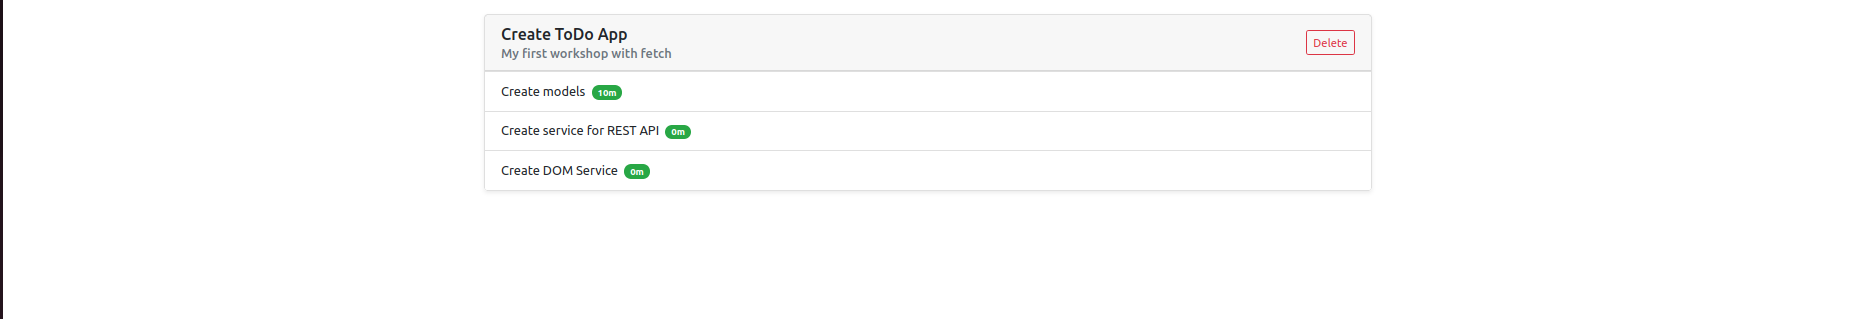 Create ToDo App
My first workshop with fetch
Delete
Create models 10m
Create service for REST API 0m
Create DOM Service 0m